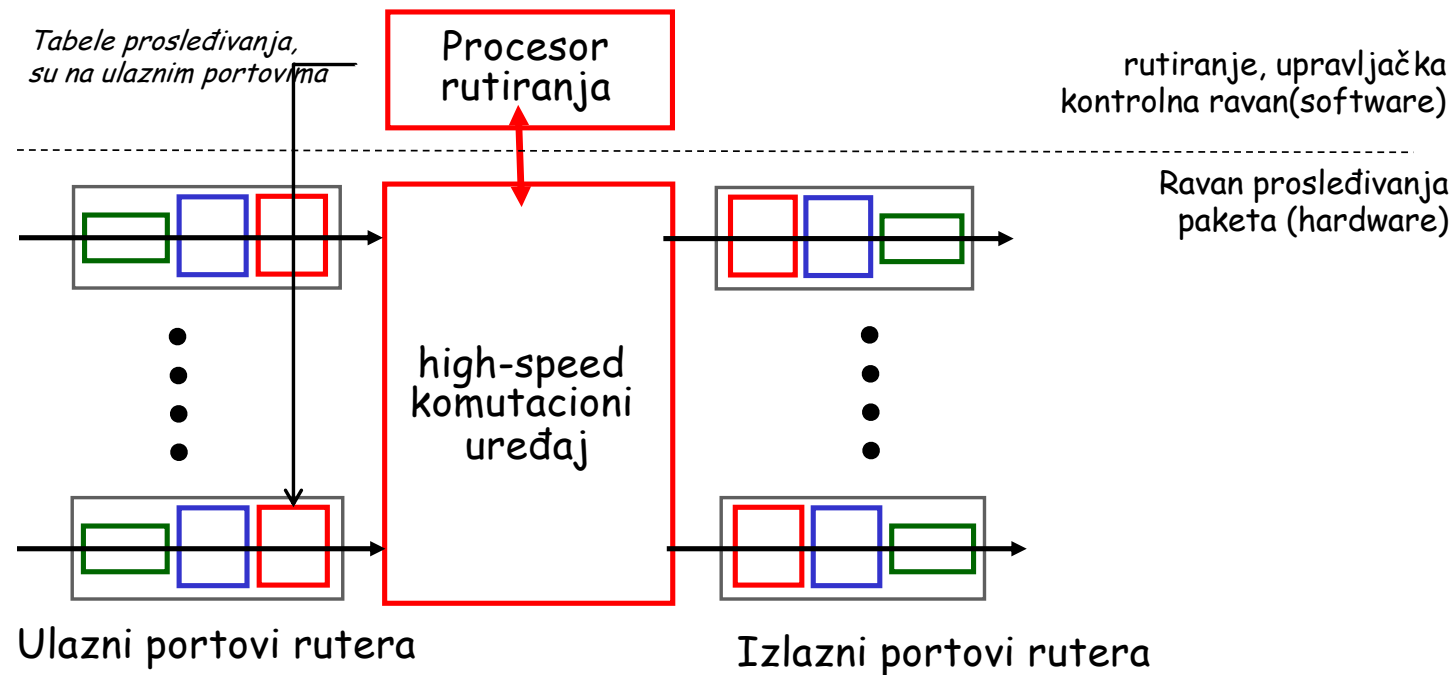 Tabele prosleđivanja,
su na ulaznim portovima
Procesor
rutiranja
rutiranje, upravljačka
kontrolna ravan(software)
Ravan prosleđivanja
paketa (hardware)
high-speed
komutacioni
uređaj
Ulazni portovi rutera
Izlazni portovi rutera